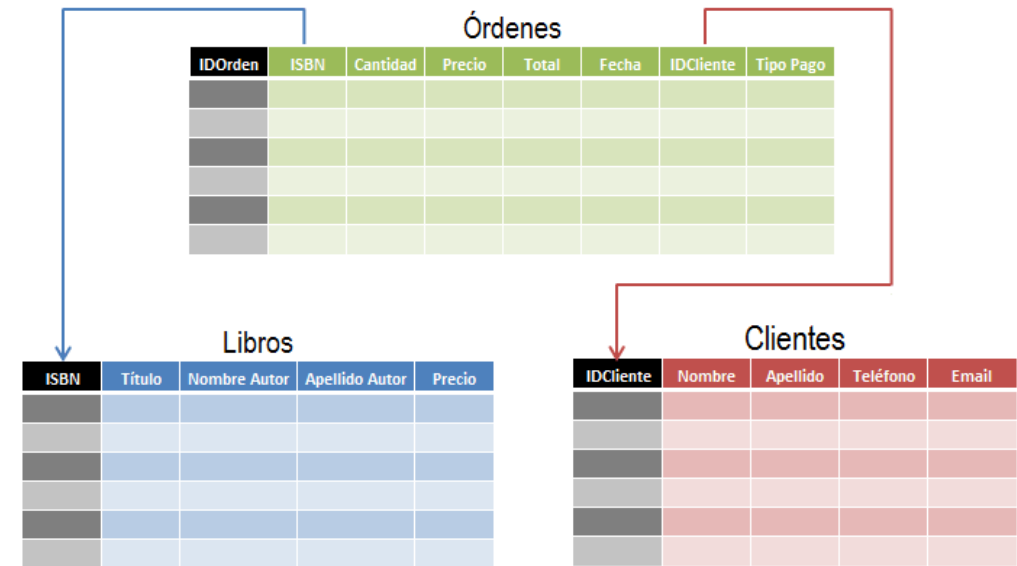 Órdenes
IDOrden ISBN Cantidad Precio Total Fecha IDCliente Tipo Pago
Libros
ISBN Título Nombre Autor Apellido Autor Precio
Clientes
IDCliente Nombre Apellido Teléfono Email